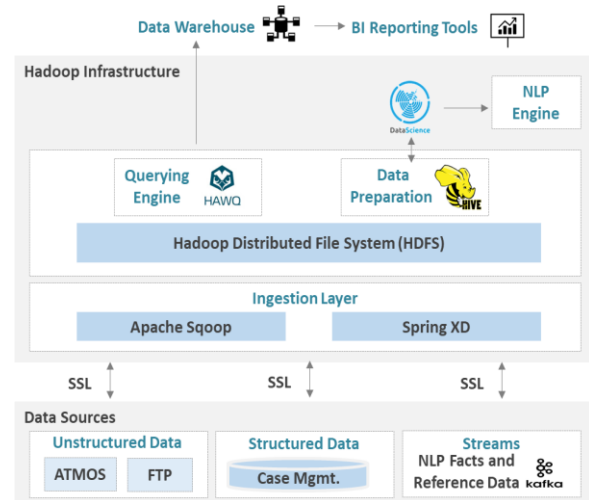 Data Warehouse
BI Reporting Tools
Hadoop Infrastructure
DataScience
NLP
Engine
Querying
Engine
HAWQ
Data
Preparation
HIVE
Hadoop Distributed File System (HDFS)
Ingestion Layer
Apache Sqoop
Spring XD
SSL
SSL
SSL
Data Sources
Unstructured Data
ATMOS
FTP
Structured Data
Case Mgmt.
Streams
NLP Facts and
Reference Data
kafka